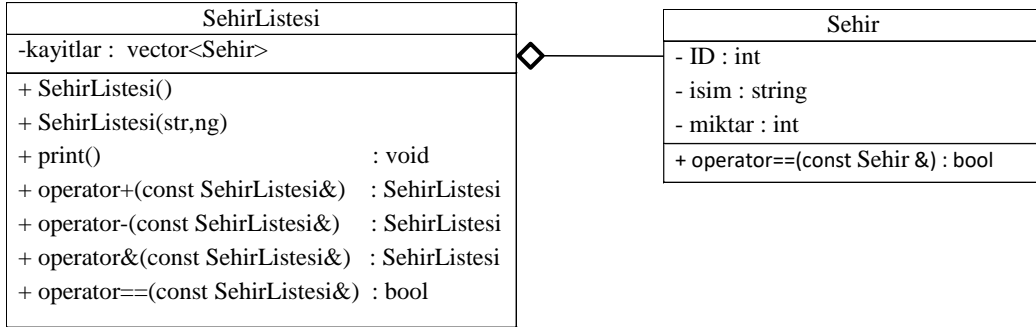 SehirListesi
-kayitlar : vector<Sehir>
+ SehirListesi()
+ SehirListesi(str,ng)
+ print() : void
+ operator+(const SehirListesi&) : SehirListesi
+ operator-(const SehirListesi&) : SehirListesi
+ operator&(const SehirListesi&) : SehirListesi
+ operator==(const SehirListesi&) : bool
Sehir
- ID : int
- isim : string
- miktar : int
+ operator==(const Sehir &) : bool